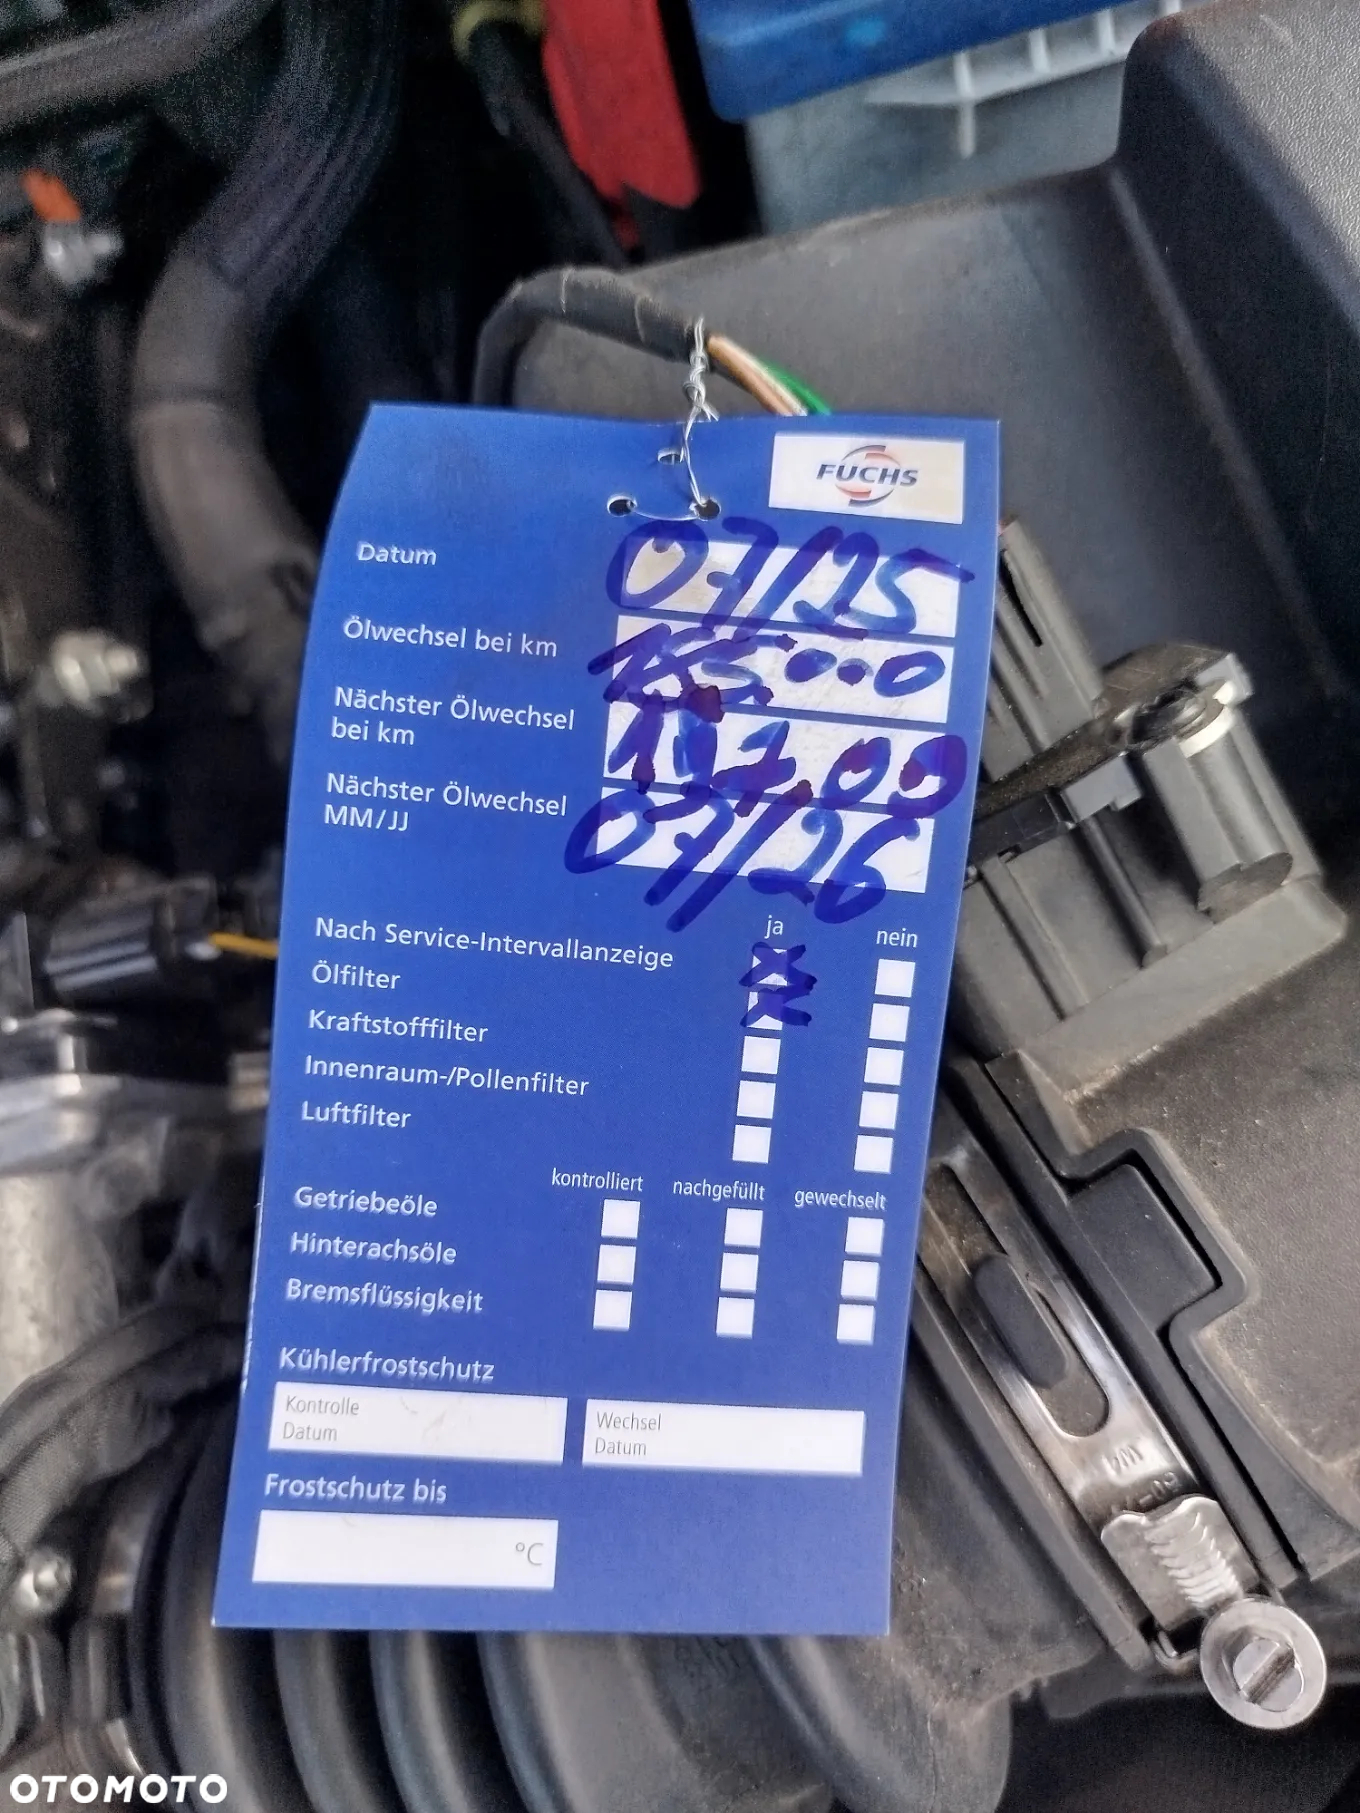 FUCHS
Datum 07/25
Ölwechsel bei km
Nächster Ölwechsel
bei km
Nächster Ölwechsel
MM/JJ 07/26
ja nein
Nach Service-Intervallanzeige
Ölfilter
Kraftstofffilter
Innenraum-/Pollenfilter
Luftfilter
kontrolliert nachgefüllt gewechselt
Getriebeöle
Hinterachsöle
Bremsflüssigkeit
Kühlerfrostschutz
Kontrolle
Datum
Wechsel
Datum
Frostschutz bis
°C
OTOMOTO